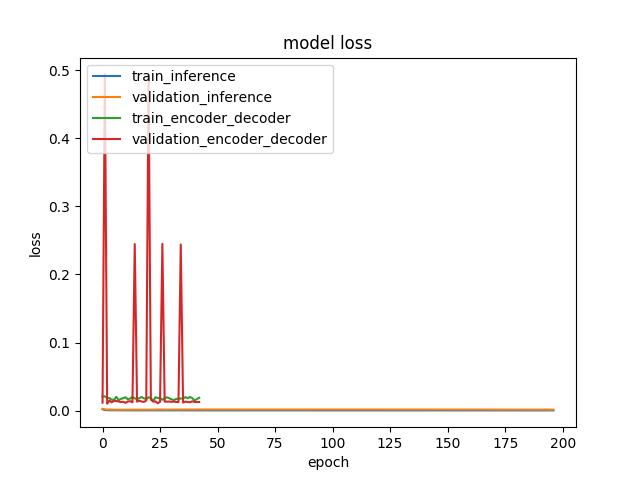 model loss
train_inference
validation_inference
train_encoder_decoder
validation_encoder_decoder
0.5
0.4
0.3
0.2
0.1
0.0
loss
0 25 50 75 100 125 150 175 200
epoch